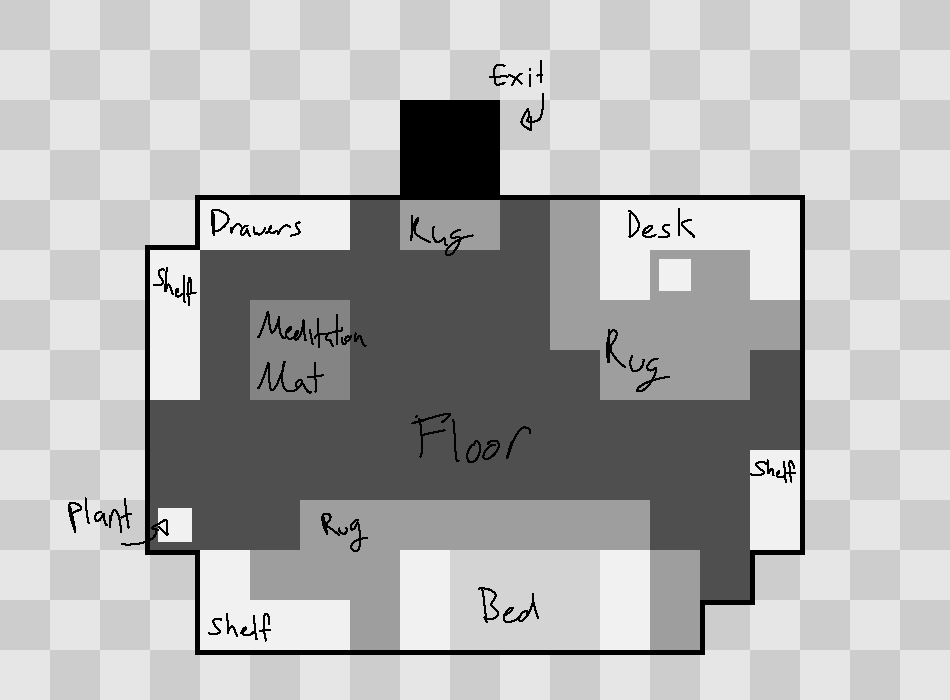 Exit
Drawers
Rug
Desk
Shelf
Meditation
Mat
Rug
Floor
Shelf
Plant
Rug
Bed
Shelf